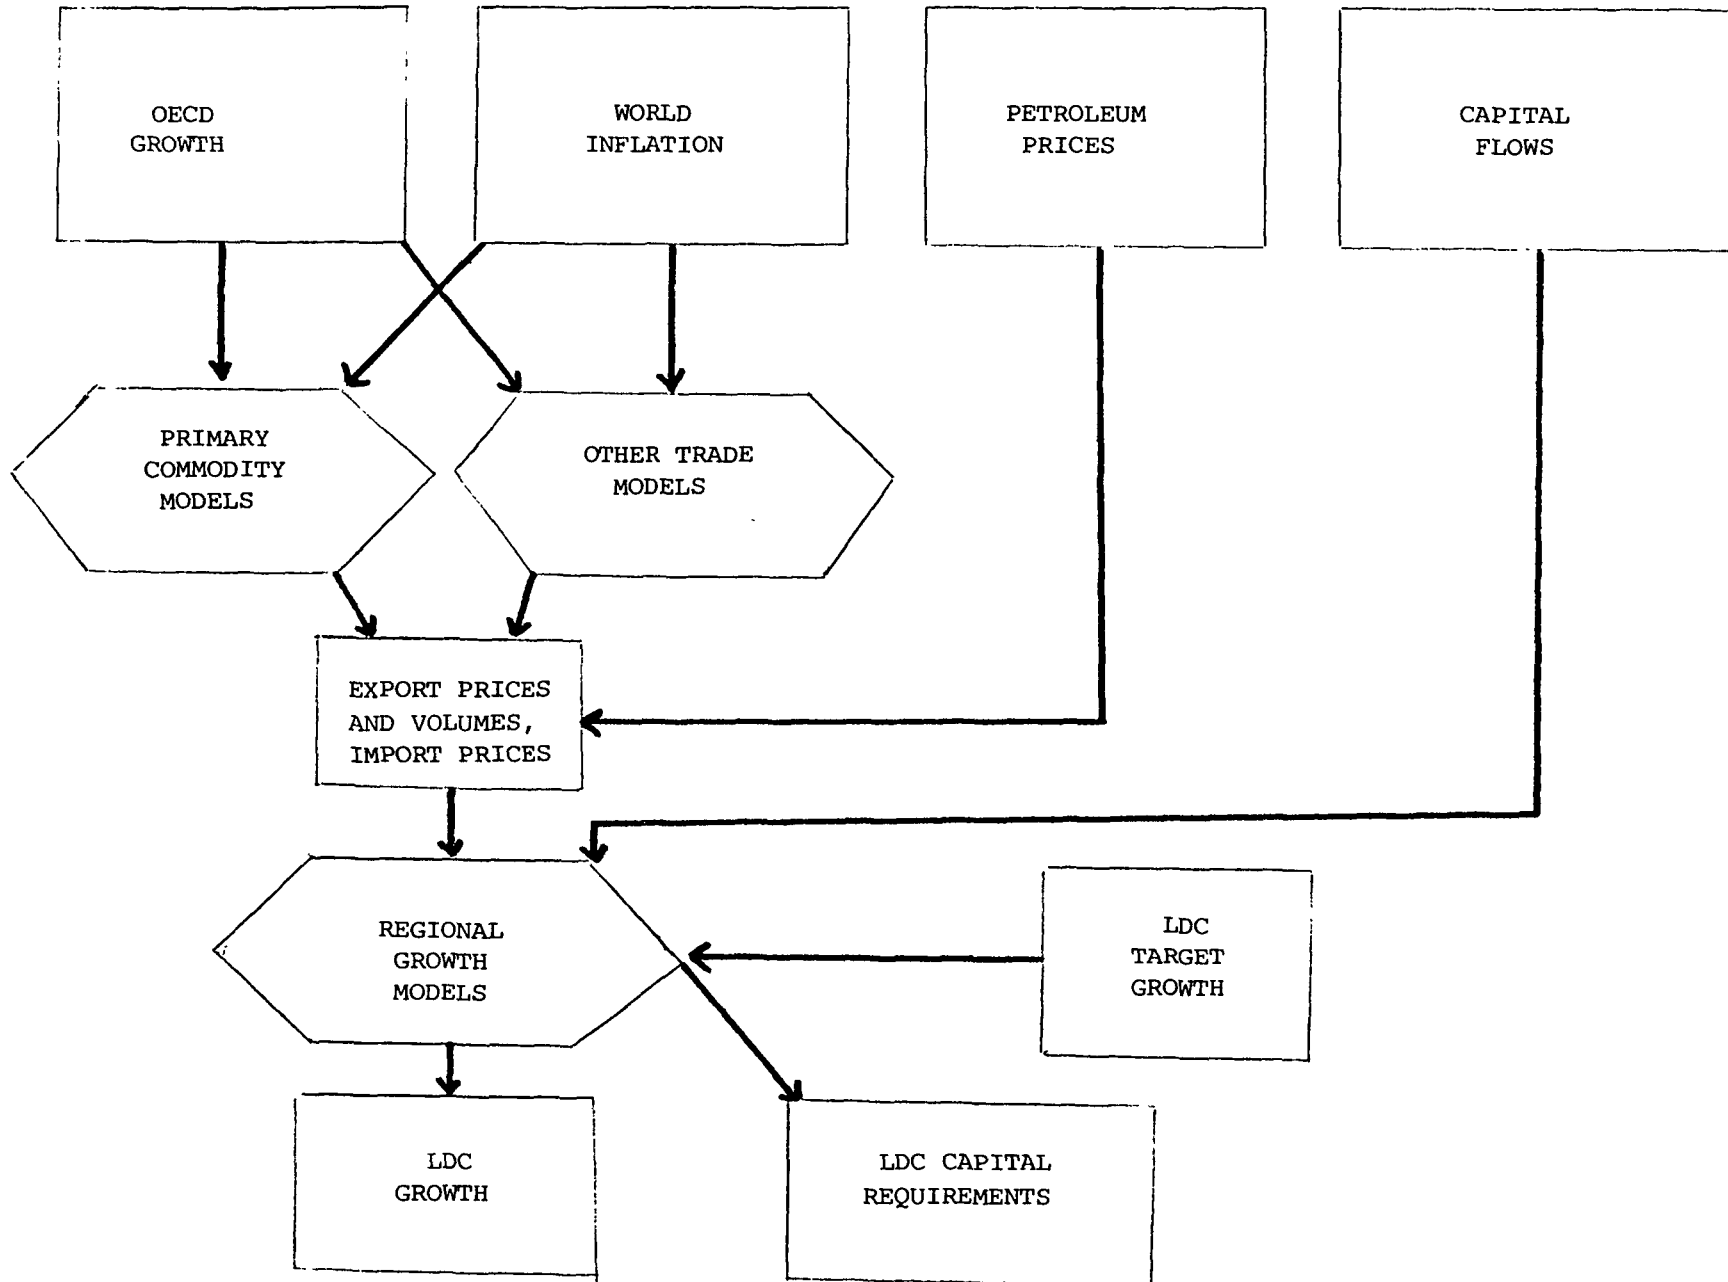 OECD
GROWTH
WORLD
INFLATION
PETROLEUM
PRICES
CAPITAL
FLOWS
PRIMARY
COMMODITY
MODELS
OTHER TRADE
MODELS
EXPORT PRICES
AND VOLUMES,
IMPORT PRICES
REGIONAL
GROWTH
MODELS
LDC
TARGET
GROWTH
LDC
GROWTH
LDC CAPITAL
REQUIREMENTS